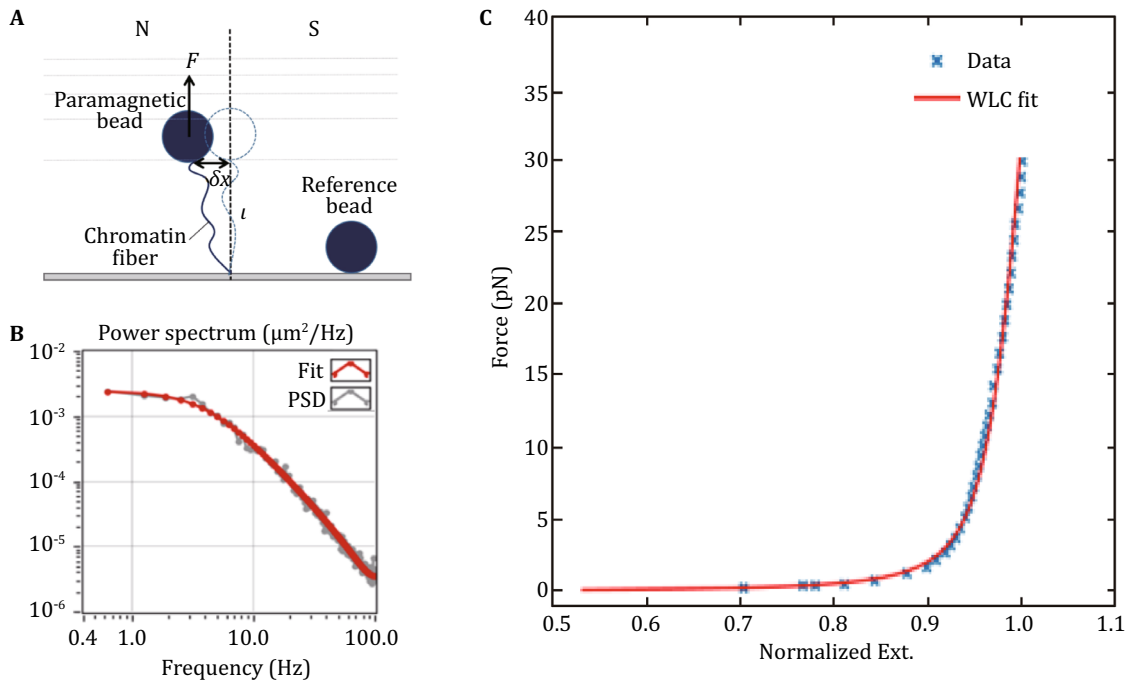 A
N
S
F
Paramagnetic
bead
δx
Reference
bead
ι
Chromatin
fiber
B
Power spectrum (μm²/Hz)
10⁻²
Fit
PSD
10⁻³
10⁻⁴
10⁻⁵
10⁻⁶
0.4
1.0
10.0
100.0
Frequency (Hz)
C
40
Data
35
WLC fit
30
25
Force (pN)
20
15
10
5
0
0.5
0.6
0.7
0.8
0.9
1.0
1.1
Normalized Ext.